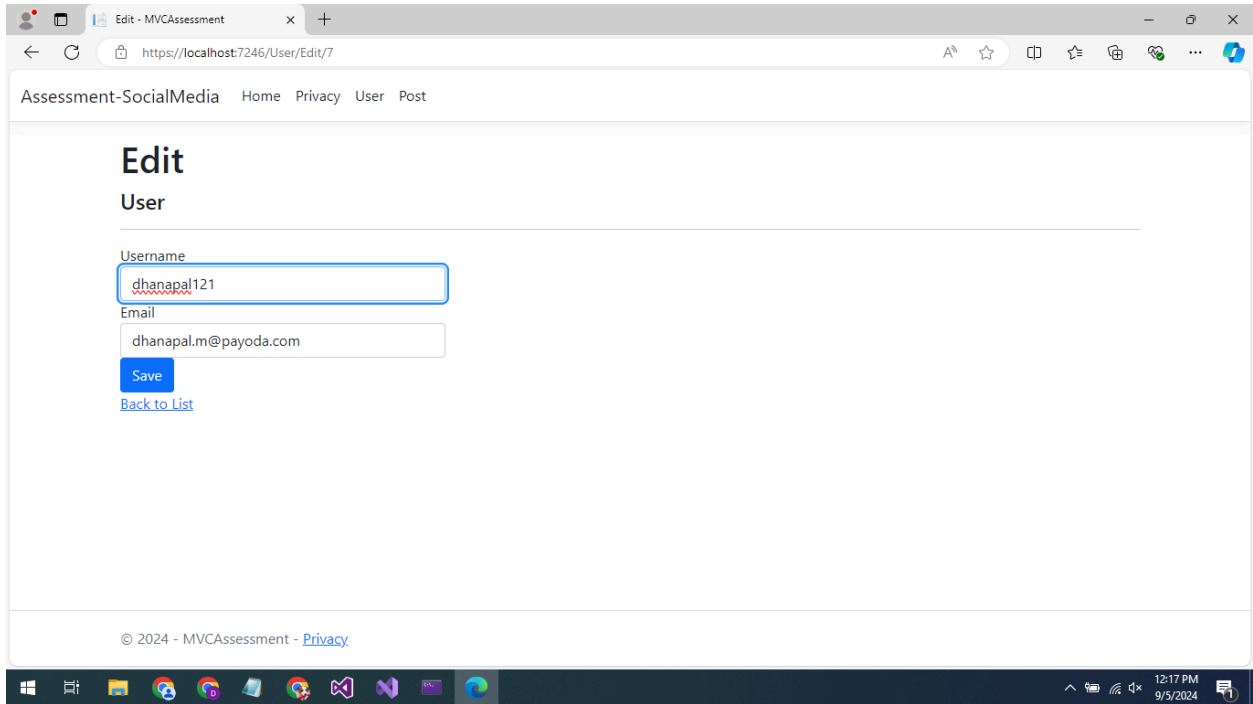 Edit - MVCAssessment
https://localhost:7246/User/Edit/7
Assessment-SocialMedia Home Privacy User Post
Edit
User
Username
dhanapal121
Email
dhanapal.m@payoda.com
Save
Back to List
© 2024 - MVCAssessment - Privacy
12:17 PM
9/5/2024